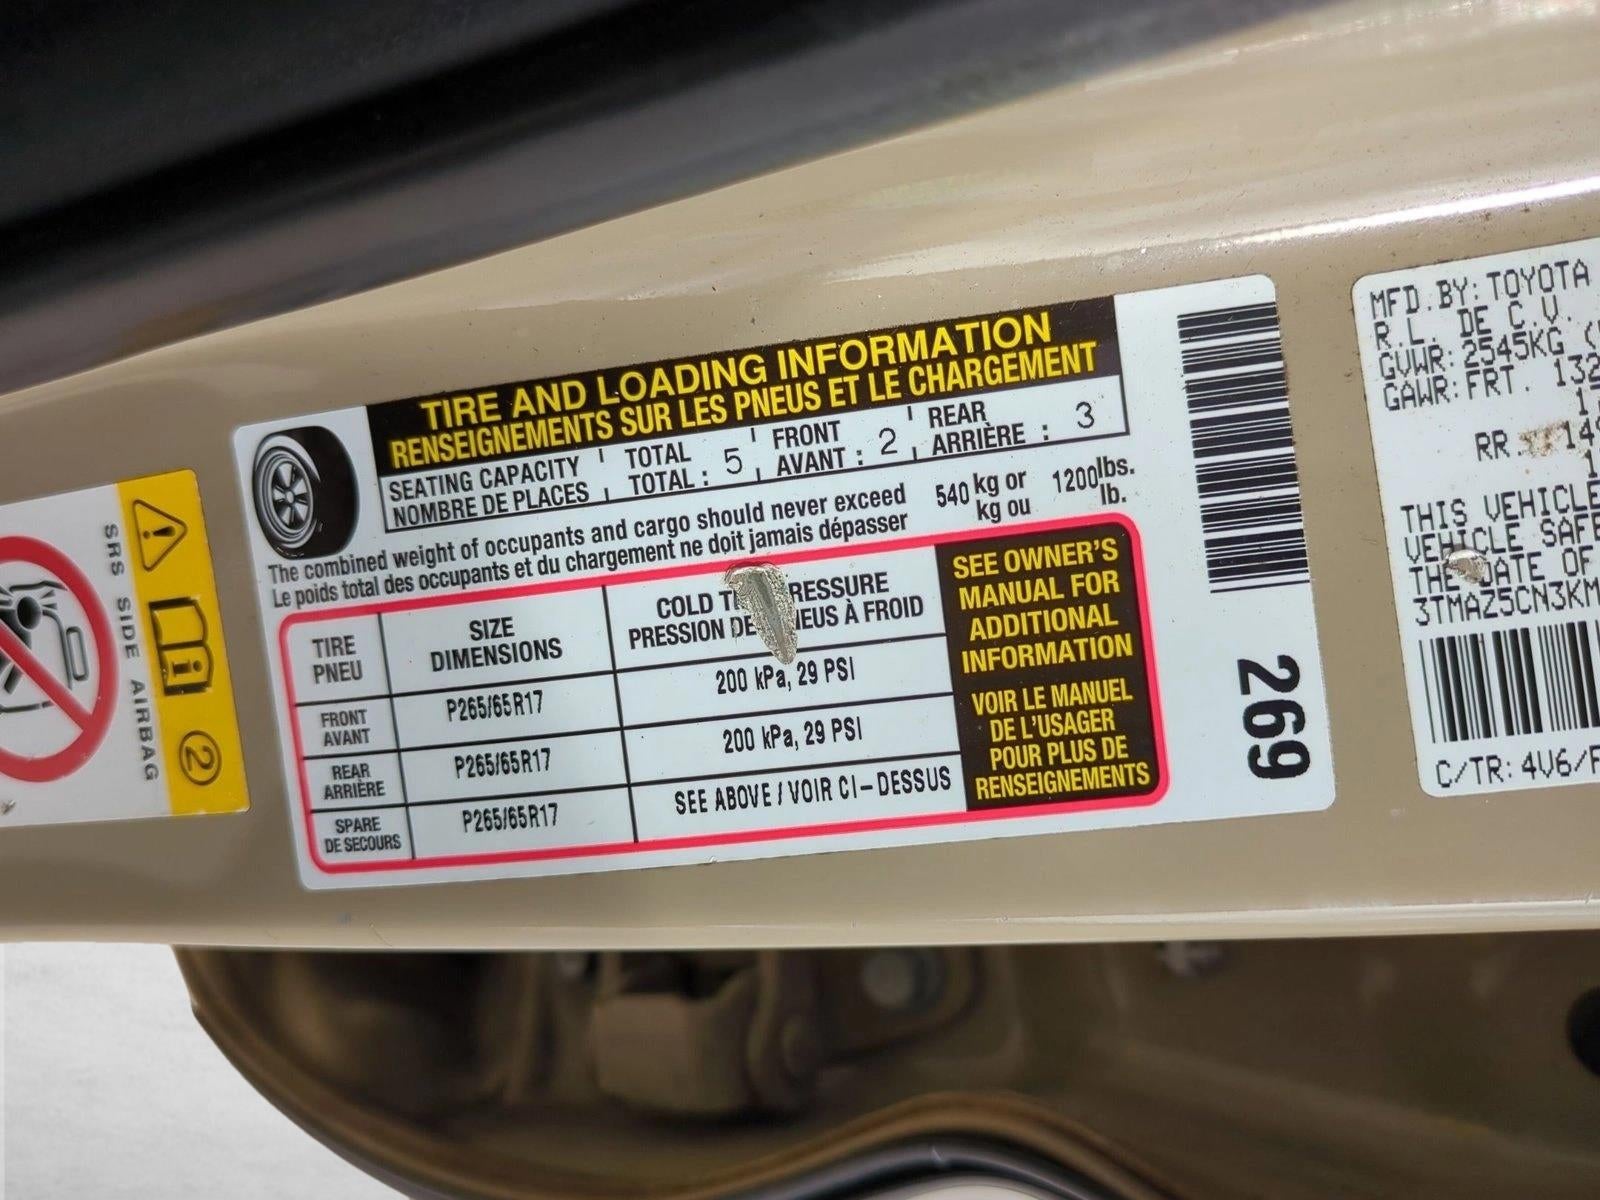 TIRE AND LOADING INFORMATION
RENSEIGNEMENTS SUR LES PNEUS ET LE CHARGEMENT
SEATING CAPACITY TOTAL FRONT REAR
NOMBRE DE PLACES TOTAL : 5 AVANT : 2 ARRIÈRE : 3
The combined weight of occupants and cargo should never exceed 540 kg or 1200 lbs.
Le poids total des occupants et du chargement ne doit jamais dépasser kg ou lb.
TIRE SIZE COLD PRESSURE
PNEU DIMENSIONS PRESSION À FROID
FRONT P265/65R17 200 kPa, 29 PSI
AVANT
REAR P265/65R17 200 kPa, 29 PSI
ARRIÈRE
SPARE P265/65R17 SEE ABOVE / VOIR CI-DESSUS
DE SECOURS
SEE OWNER'S
MANUAL FOR
ADDITIONAL
INFORMATION
VOIR LE MANUEL
DE L'USAGER
POUR PLUS DE
RENSEIGNEMENTS
269
SRS SIDE AIRBAG
2
MFD.BY:TOYOTA
R.L. DE C.V.
GVWR:2545KG
GAWR:FRT. 132
RR. 149
THIS VEHICLE
VEHICLE SAFE
THE DATE OF
3TMAZ5CN3KM
C/TR:4V6/F